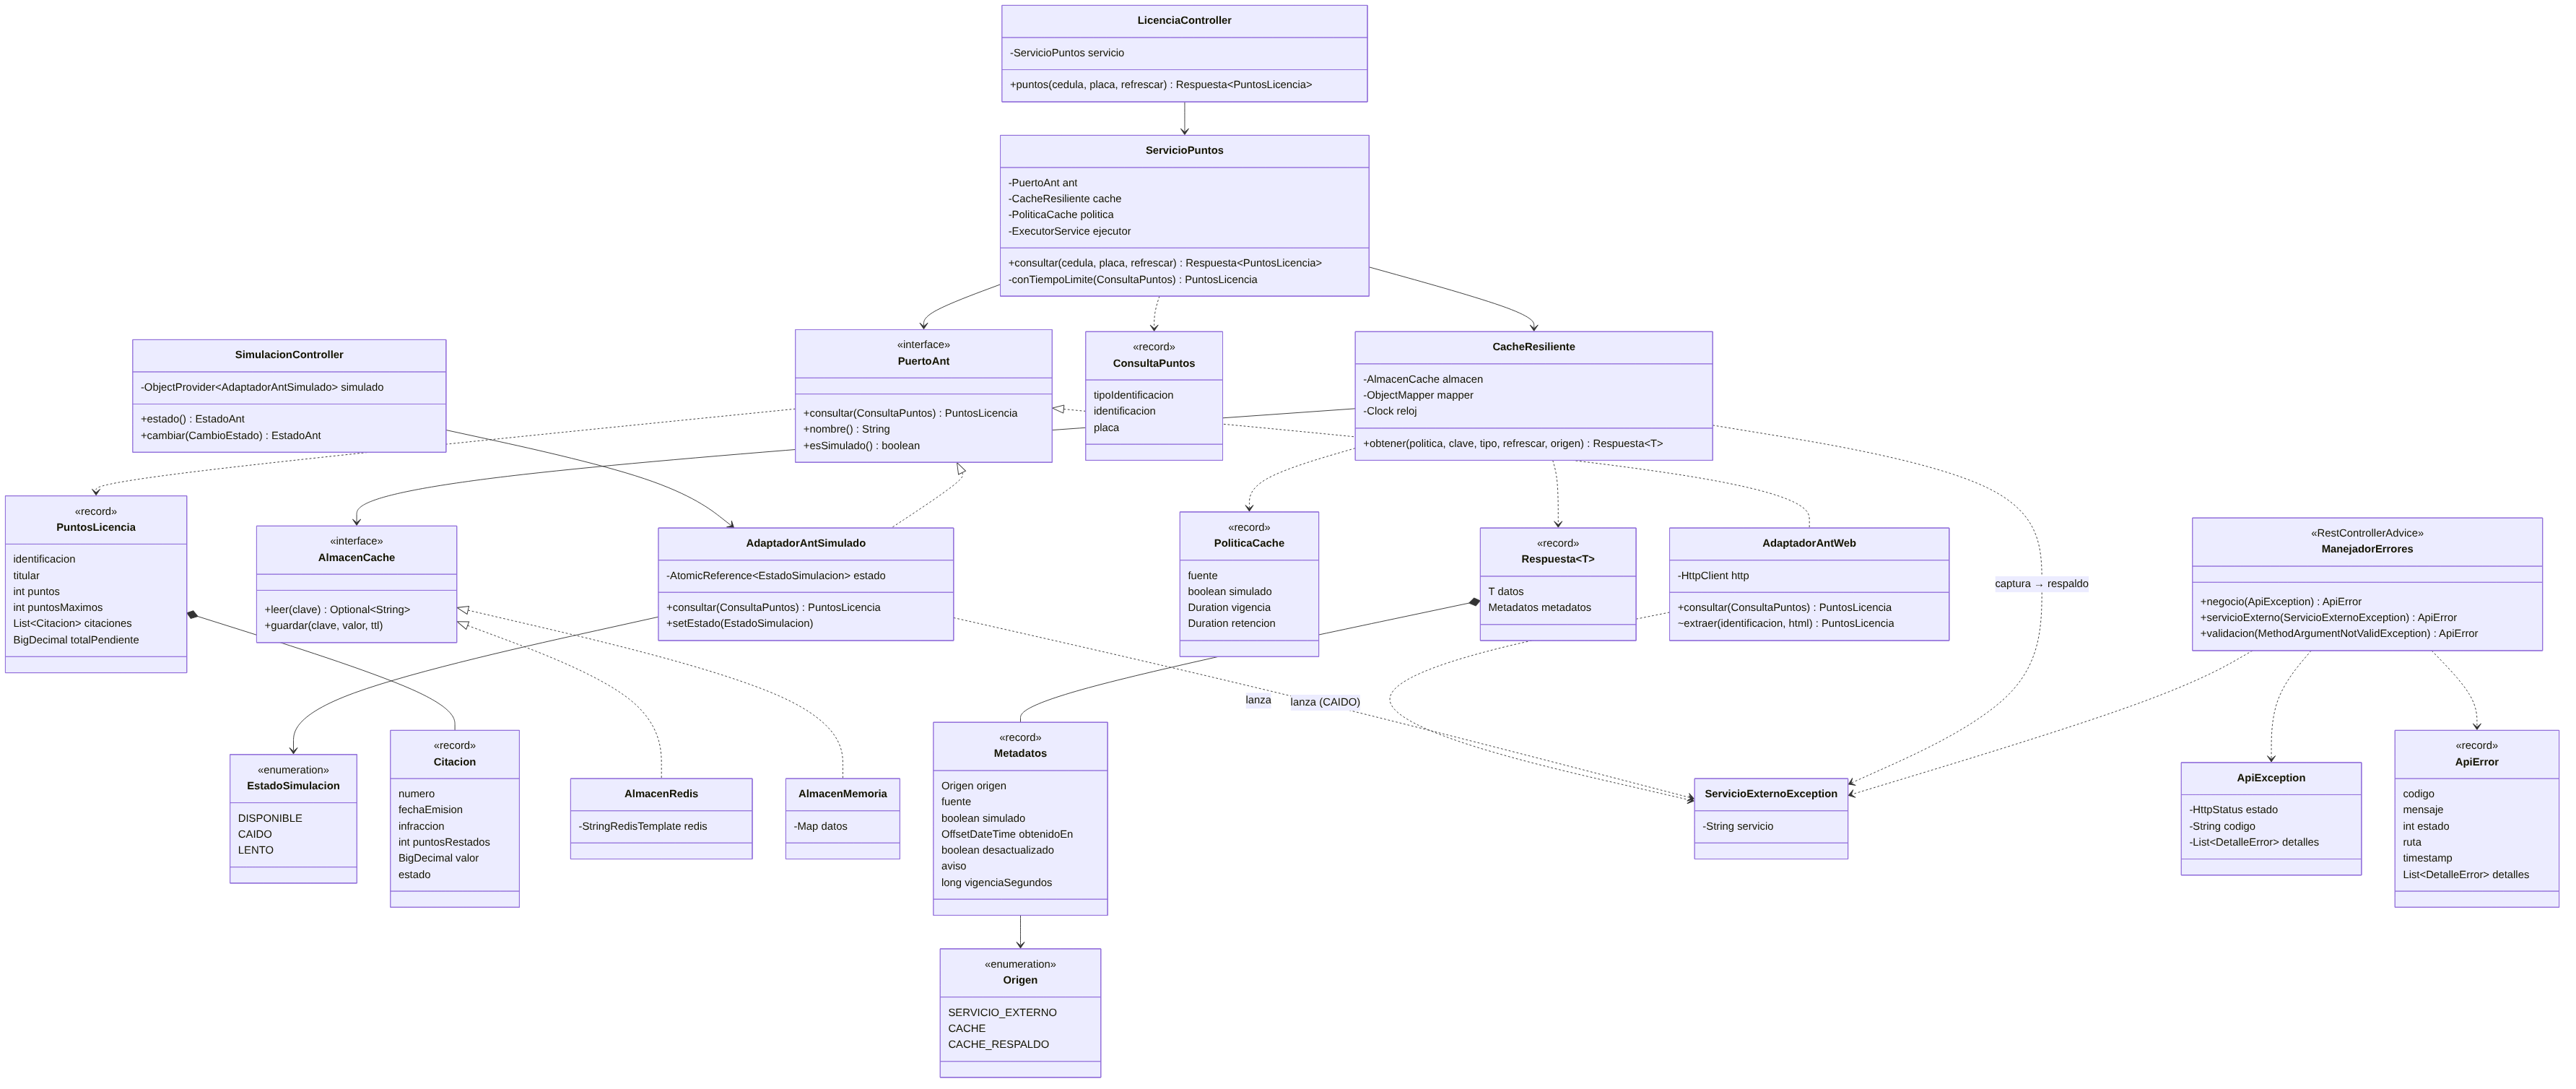 LicenciaController
-ServicioPuntos servicio
+puntos(cedula, placa, refrescar) : Respuesta<PuntosLicencia>
ServicioPuntos
-PuertoAnt ant
-CacheResiliente cache
-PoliticaCache politica
-ExecutorService ejecutor
+consultar(cedula, placa, refrescar) : Respuesta<PuntosLicencia>
-conTiempoLimite(ConsultaPuntos) : PuntosLicencia
SimulacionController
-ObjectProvider<AdaptadorAntSimulado> simulado
+estado() : EstadoAnt
+cambiar(CambioEstado) : EstadoAnt
«interface»
PuertoAnt
+consultar(ConsultaPuntos) : PuntosLicencia
+nombre() : String
+esSimulado() : boolean
«record»
ConsultaPuntos
tipoIdentificacion
identificacion
placa
CacheResiliente
-AlmacenCache almacen
-ObjectMapper mapper
-Clock reloj
+obtener(politica, clave, tipo, refrescar, origen) : Respuesta<T>
«record»
PuntosLicencia
identificacion
titular
int puntos
int puntosMaximos
List<Citacion> citaciones
BigDecimal totalPendiente
«interface»
AlmacenCache
+leer(clave) : Optional<String>
+guardar(clave, valor, ttl)
AdaptadorAntSimulado
-AtomicReference<EstadoSimulacion> estado
+consultar(ConsultaPuntos) : PuntosLicencia
+setEstado(EstadoSimulacion)
«record»
PoliticaCache
fuente
boolean simulado
Duration vigencia
Duration retencion
«record»
Respuesta<T>
T datos
Metadatos metadatos
AdaptadorAntWeb
-HttpClient http
+consultar(ConsultaPuntos) : PuntosLicencia
~extraer(identificacion, html) : PuntosLicencia
captura → respaldo
«RestControllerAdvice»
ManejadorErrores
+negocio(ApiException) : ApiError
+servicioExterno(ServicioExternoException) : ApiError
+validacion(MethodArgumentNotValidException) : ApiError
lanza
lanza (CAIDO)
«enumeration»
EstadoSimulacion
DISPONIBLE
CAIDO
LENTO
«record»
Citacion
numero
fechaEmision
infraccion
int puntosRestados
BigDecimal valor
estado
AlmacenRedis
-StringRedisTemplate redis
AlmacenMemoria
-Map datos
«record»
Metadatos
Origen origen
fuente
boolean simulado
OffsetDateTime obtenidoEn
boolean desactualizado
aviso
long vigenciaSegundos
ServicioExternoException
-String servicio
ApiException
-HttpStatus estado
-String codigo
-List<DetalleError> detalles
«record»
ApiError
codigo
mensaje
int estado
ruta
timestamp
List<DetalleError> detalles
«enumeration»
Origen
SERVICIO_EXTERNO
CACHE
CACHE_RESPALDO